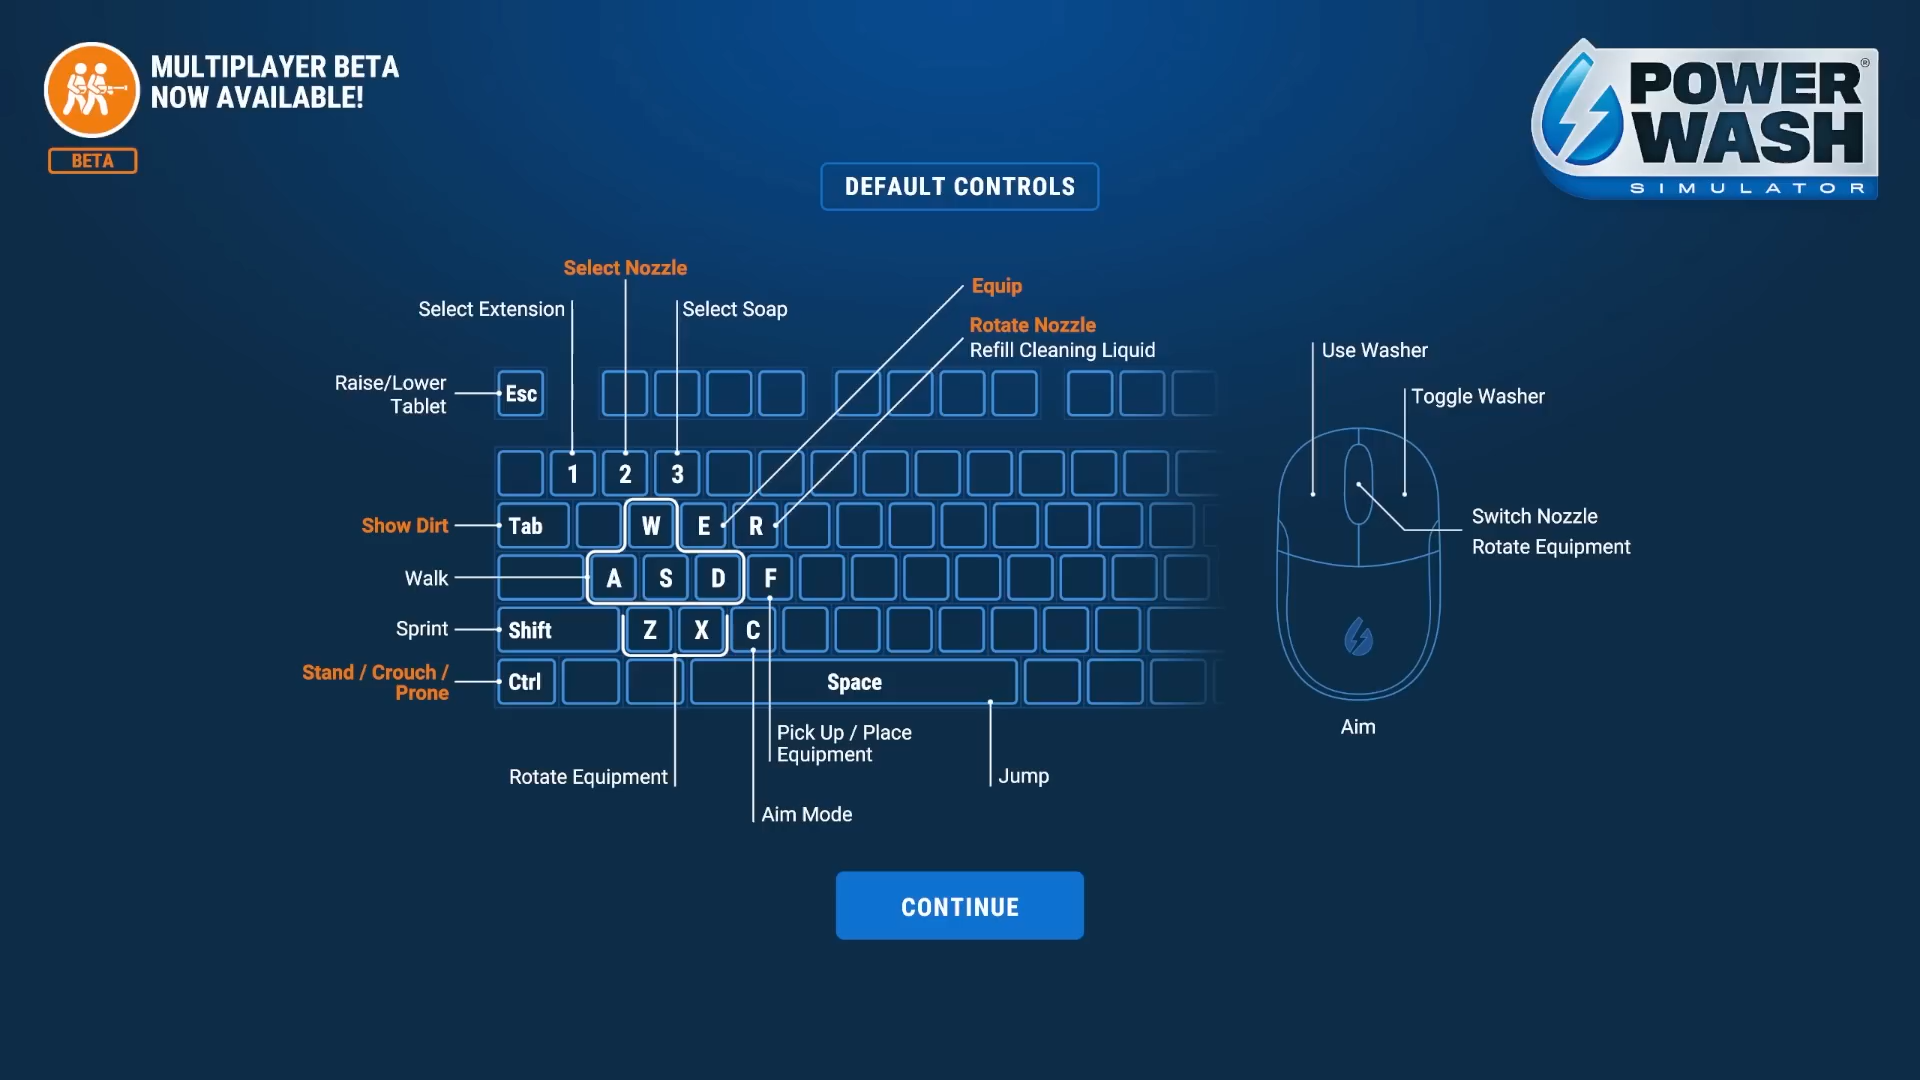 MULTIPLAYER BETA
NOW AVAILABLE!
BETA
POWER®
WASH
SIMULATOR
DEFAULT CONTROLS
Select Nozzle
Select Extension
Select Soap
Equip
Rotate Nozzle
Refill Cleaning Liquid
Raise/Lower
Tablet
Esc
1 2 3
Show Dirt
Tab W E R
Walk
A S D F
Sprint
Shift Z X C
Stand / Crouch /
Prone
Ctrl Space
Pick Up / Place
Equipment
Rotate Equipment
Jump
Aim Mode
Use Washer
Toggle Washer
Switch Nozzle
Rotate Equipment
Aim
CONTINUE